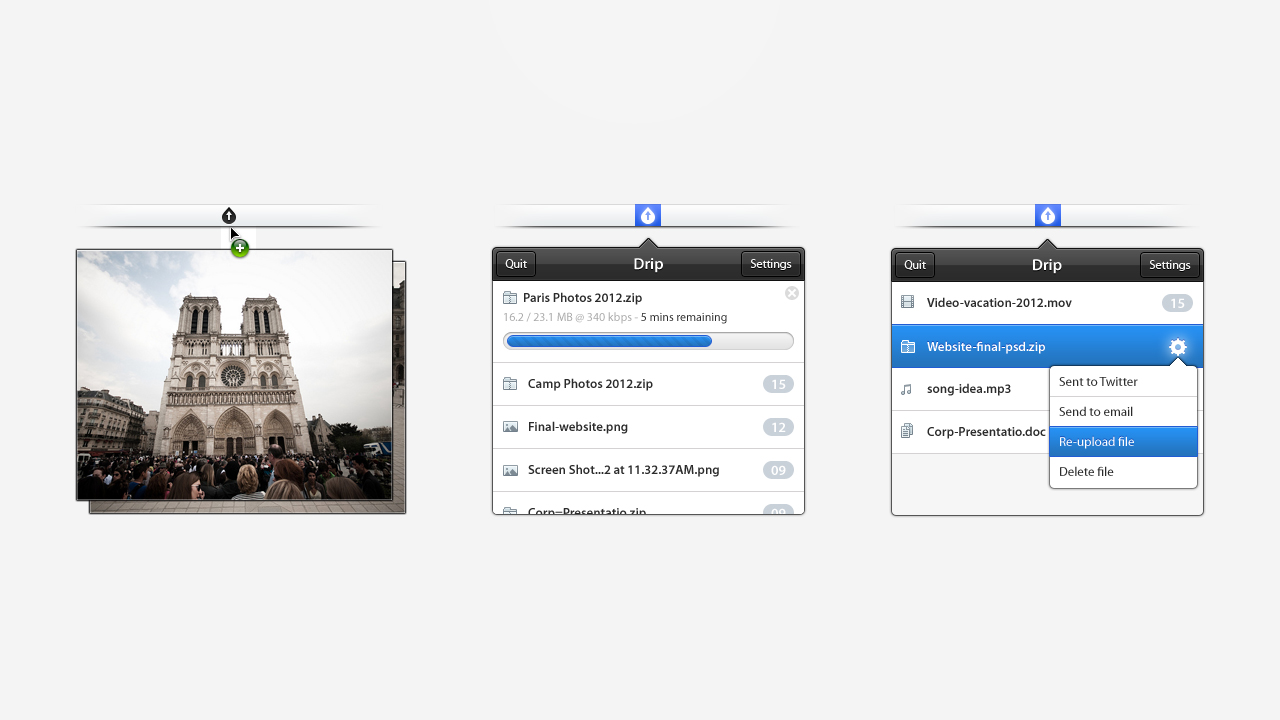 Quit
Drip
Settings
Paris Photos 2012.zip
16.2 / 23.1 MB @ 340 kbps - 5 mins remaining
Camp Photos 2012.zip
15
Final-website.png
12
Screen Shot...2 at 11.32.37AM.png
09
Corp=Presentatio.zip
09
Quit
Drip
Settings
Video-vacation-2012.mov
15
Website-final-psd.zip
song-idea.mp3
Corp-Presentatio.doc
Sent to Twitter
Send to email
Re-upload file
Delete file